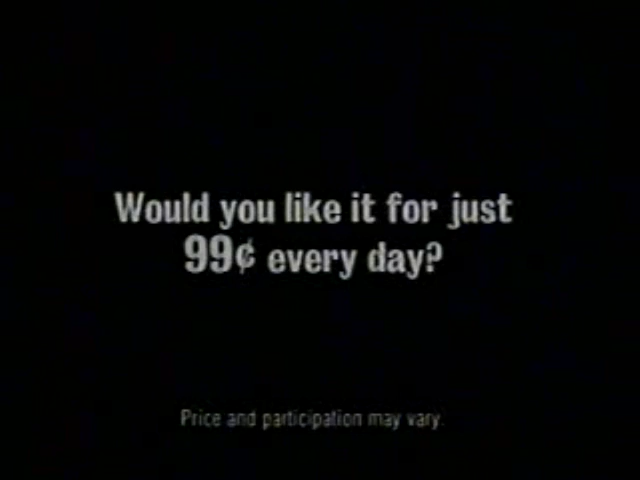 Would you like it for just
99¢ every day?
Price and participation may vary.